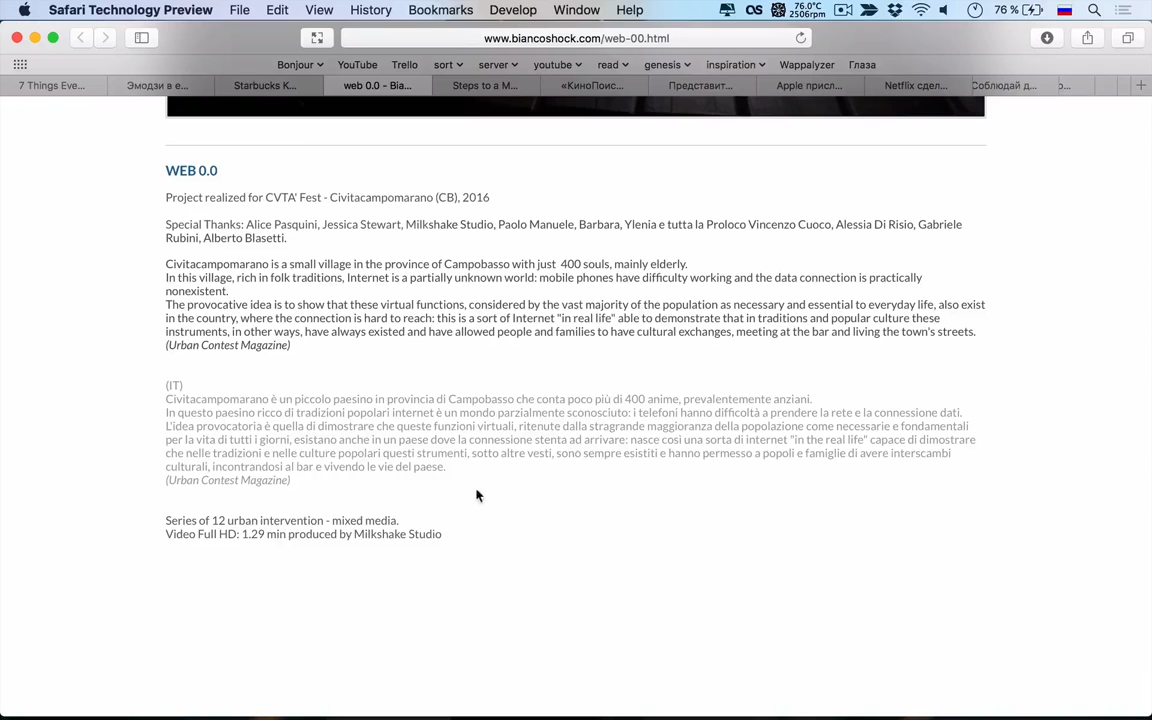 Safari Technology Preview File Edit View History Bookmarks Develop Window Help 76.0°C 2506rpm 76 %
www.biancoshock.com/web-00.html
Bonjour YouTube Trello sort server youtube read genesis inspiration Wappalyzer Глаза
7 Things Eve... Эмодзи в е... Starbucks K... web 0.0 – Bia... Steps to a M... «КиноПоис... Представит... Apple присл... Netflix сдел... Соблюдай д...
WEB 0.0
Project realized for CVTA' Fest - Civitacampomarano (CB), 2016
Special Thanks: Alice Pasquini, Jessica Stewart, Milkshake Studio, Paolo Manuele, Barbara, Ylenia e tutta la Proloco Vincenzo Cuoco, Alessia Di Risio, Gabriele
Rubini, Alberto Blasetti.
Civitacampomarano is a small village in the province of Campobasso with just 400 souls, mainly elderly.
In this village, rich in folk traditions, Internet is a partially unknown world: mobile phones have difficulty working and the data connection is practically
nonexistent.
The provocative idea is to show that these virtual functions, considered by the vast majority of the population as necessary and essential to everyday life, also exist
in the country, where the connection is hard to reach: this is a sort of Internet "in real life" able to demonstrate that in traditions and popular culture these
instruments, in other ways, have always existed and have allowed people and families to have cultural exchanges, meeting at the bar and living the town's streets.
(Urban Contest Magazine)
(IT)
Civitacampomarano è un piccolo paesino in provincia di Campobasso che conta poco più di 400 anime, prevalentemente anziani.
In questo paesino ricco di tradizioni popolari internet è un mondo parzialmente sconosciuto: i telefoni hanno difficoltà a prendere la rete e la connessione dati.
L'idea provocatoria è quella di dimostrare che queste funzioni virtuali, ritenute dalla stragrande maggioranza della popolazione come necessarie e fondamentali
per la vita di tutti i giorni, esistano anche in un paese dove la connessione stenta ad arrivare: nasce così una sorta di internet "in the real life" capace di dimostrare
che nelle tradizioni e nelle culture popolari questi strumenti, sotto altre vesti, sono sempre esistiti e hanno permesso a popoli e famiglie di avere interscambi
culturali, incontrandosi al bar e vivendo le vie del paese.
(Urban Contest Magazine)
Series of 12 urban intervention - mixed media.
Video Full HD: 1.29 min produced by Milkshake Studio